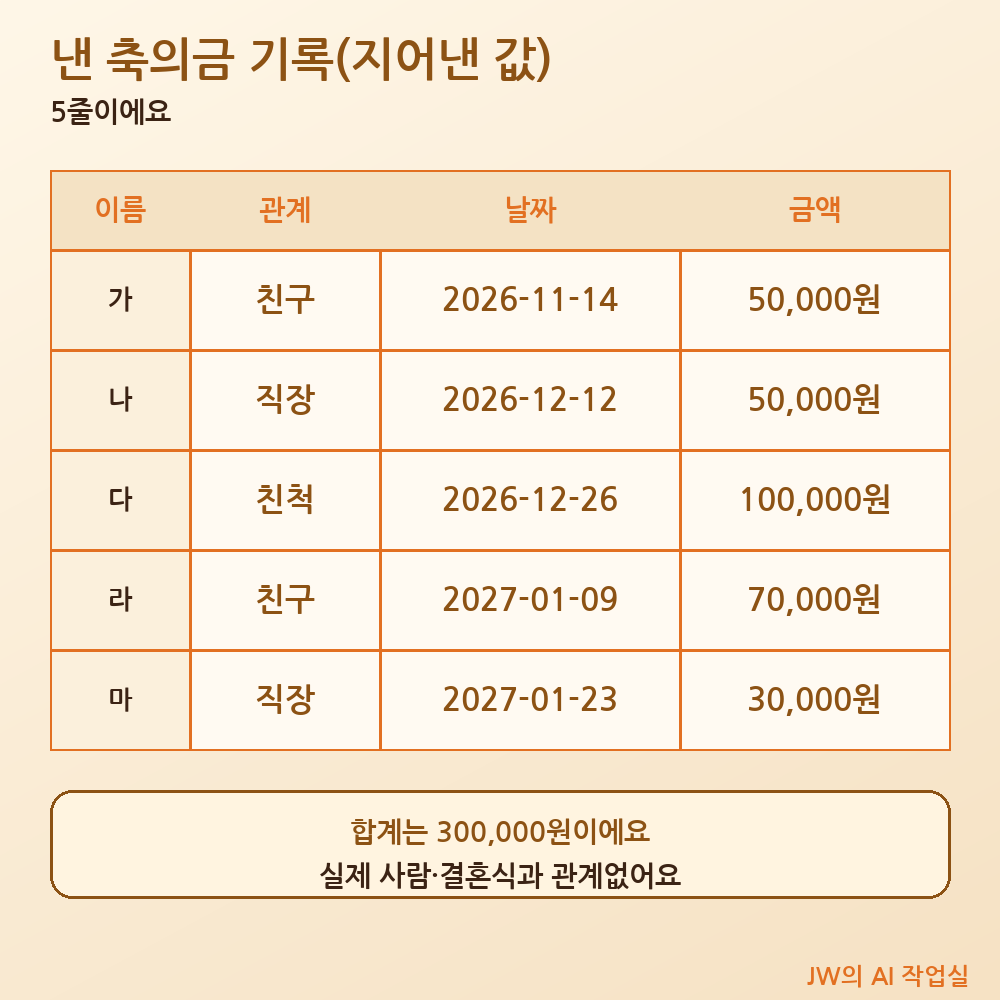 낸 축의금 기록(지어낸 값)
5줄이에요
이름 관계 날짜 금액
가 친구 2026-11-14 50,000원
나 직장 2026-12-12 50,000원
다 친척 2026-12-26 100,000원
라 친구 2027-01-09 70,000원
마 직장 2027-01-23 30,000원
합계는 300,000원이에요
실제 사람·결혼식과 관계없어요
JW의 AI 작업실